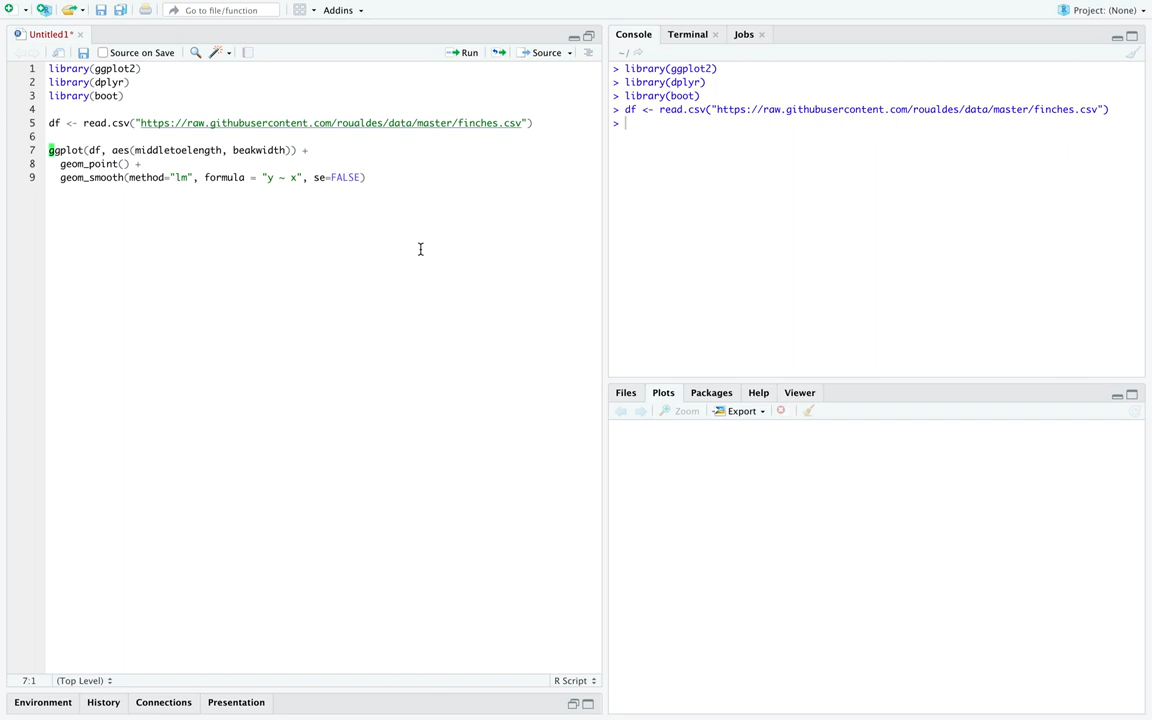 Go to file/function
Addins
Project: (None)
Untitled1*
Source on Save
Run
Source
1 library(ggplot2)
2 library(dplyr)
3 library(boot)
4
5 df <- read.csv("https://raw.githubusercontent.com/roualdes/data/master/finches.csv")
6
7 ggplot(df, aes(middletoelength, beakwidth)) +
8 geom_point() +
9 geom_smooth(method="lm", formula = "y ~ x", se=FALSE)
7:1
(Top Level)
R Script
Environment
History
Connections
Presentation
Console
Terminal
Jobs
~/
> library(ggplot2)
> library(dplyr)
> library(boot)
> df <- read.csv("https://raw.githubusercontent.com/roualdes/data/master/finches.csv")
>
Files
Plots
Packages
Help
Viewer
Zoom
Export